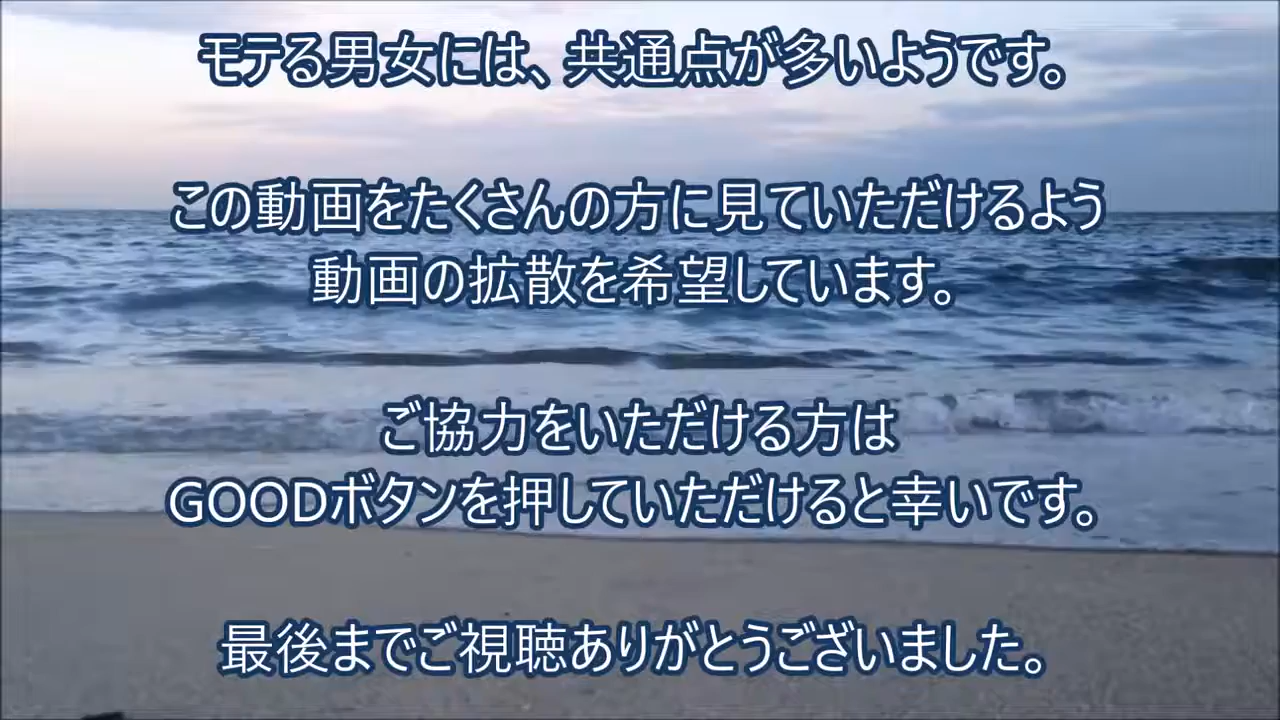 モテる男女には、共通点が多いようです。
この動画をたくさんの方に見ていただけるよう
動画の拡散を希望しています。
ご協力をいただける方は
GOODボタンを押していただけると幸いです。
最後までご視聴ありがとうございました。